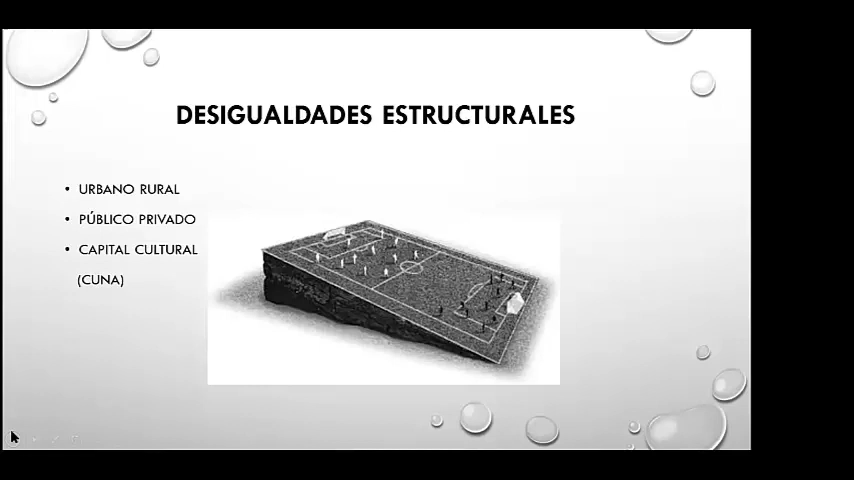 DESIGUALDADES ESTRUCTURALES
• URBANO RURAL
• PÚBLICO PRIVADO
• CAPITAL CULTURAL
(CUNA)